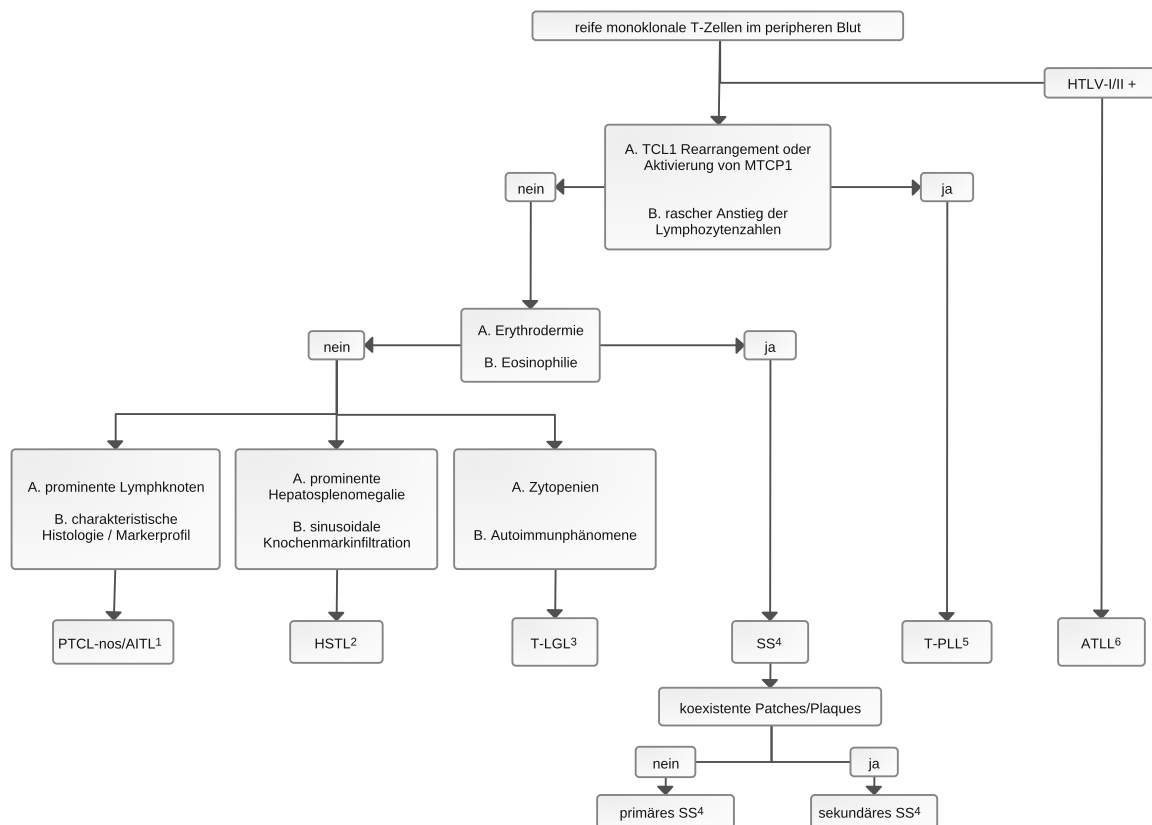 reife monoklonale T-Zellen im peripheren Blut
HTLV-I/II +
A. TCL1 Rearrangement oder
Aktivierung von MTCP1
B. rascher Anstieg der
Lymphozytenzahlen
nein
ja
A. Erythrodermie
B. Eosinophilie
nein
ja
A. prominente Lymphknoten
B. charakteristische
Histologie / Markerprofil
A. prominente
Hepatosplenomegalie
B. sinusoidale
Knochenmarkinfiltration
A. Zytopenien
B. Autoimmunphänomene
PTCL-nos/AITL1
HSTL2
T-LGL3
SS4
T-PLL5
ATLL6
koexistente Patches/Plaques
nein
ja
primäres SS4
sekundäres SS4